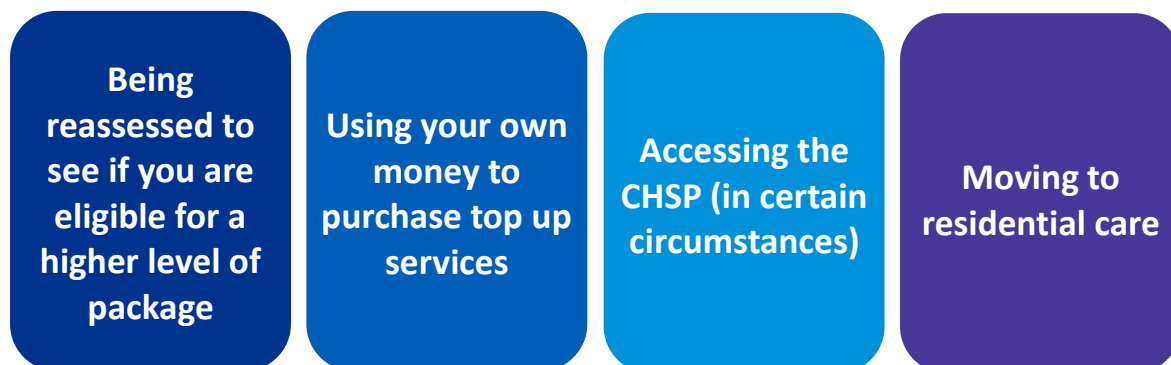 Being
reassessed to
see if you are
eligible for a
higher level of
package
Using your own
money to
purchase top up
services
Accessing the
CHSP (in certain
circumstances)
Moving to
residential care